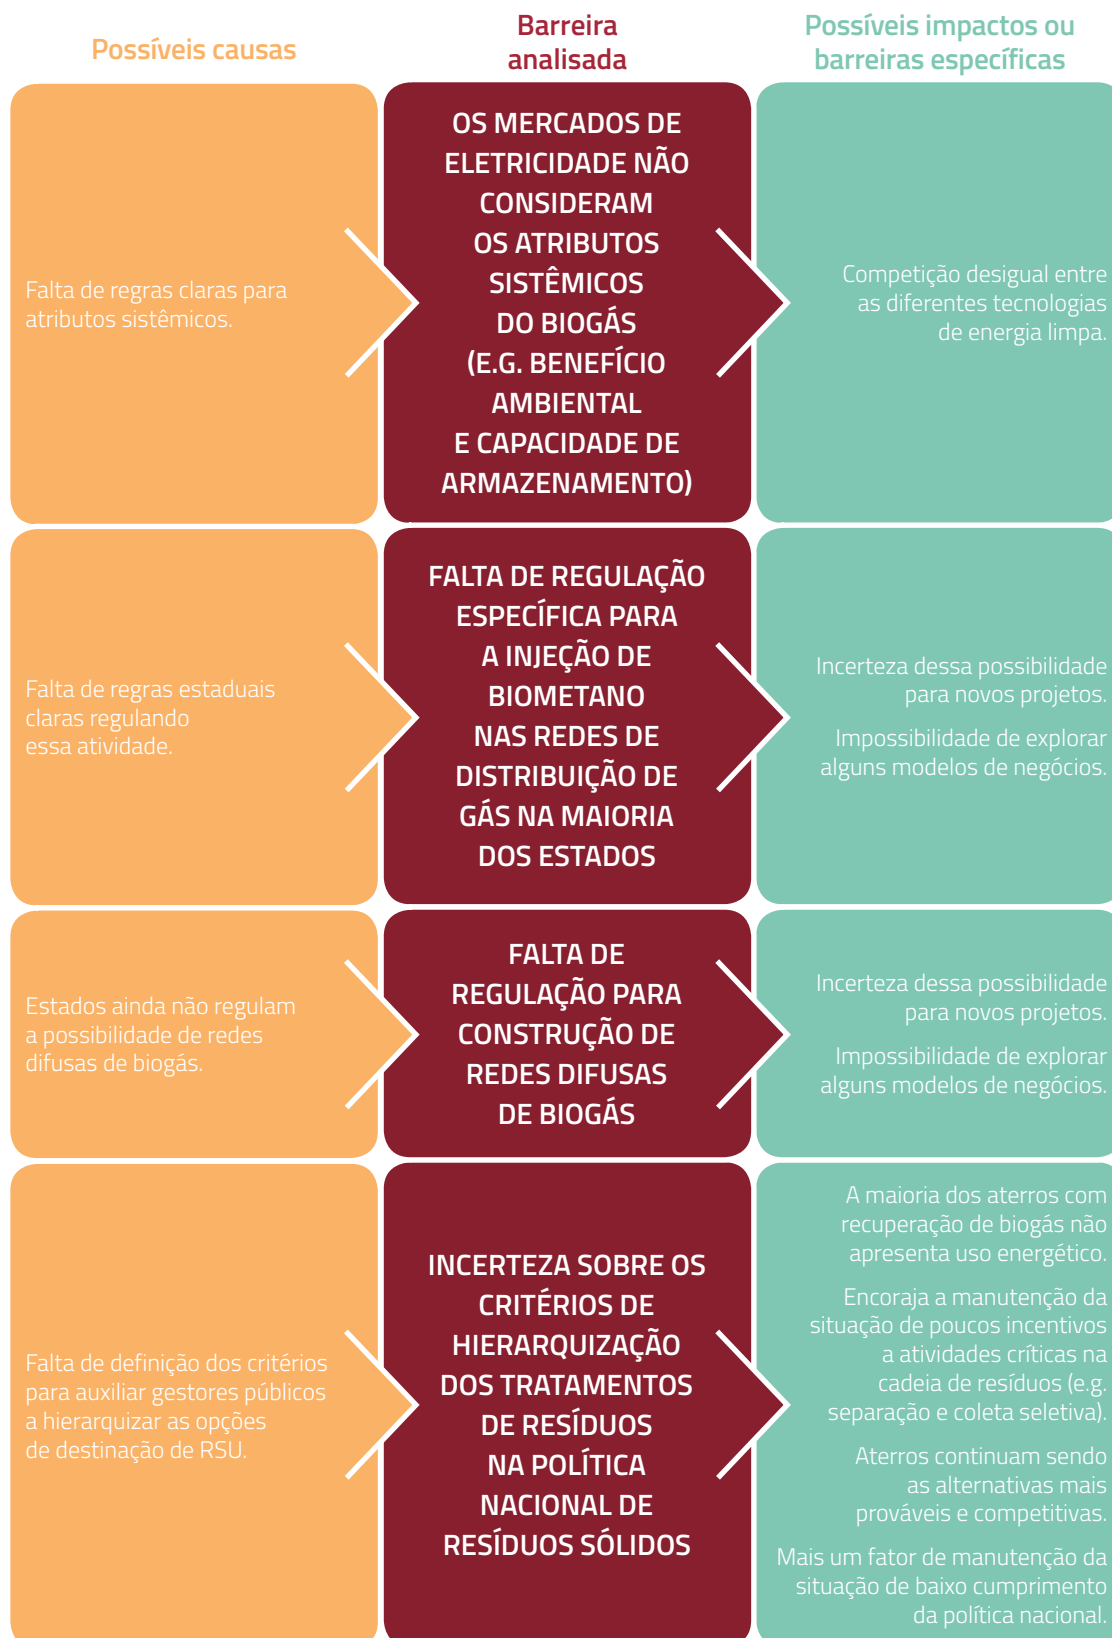 Possíveis causas
Barreira
analisada
Possíveis impactos ou
barreiras específicas
Falta de regras claras para
atributos sistêmicos.
OS MERCADOS DE
ELETRICIDADE NÃO
CONSIDERAM
OS ATRIBUTOS
SISTÊMICOS
DO BIOGÁS
(E.G. BENEFÍCIO
AMBIENTAL
E CAPACIDADE DE
ARMAZENAMENTO)
Competição desigual entre
as diferentes tecnologias
de energia limpa.
Falta de regras estaduais
claras regulando
essa atividade.
FALTA DE REGULAÇÃO
ESPECÍFICA PARA
A INJEÇÃO DE
BIOMETANO
NAS REDES DE
DISTRIBUIÇÃO DE
GÁS NA MAIORIA
DOS ESTADOS
Incerteza dessa possibilidade
para novos projetos.
Impossibilidade de explorar
alguns modelos de negócios.
Estados ainda não regulam
a possibilidade de redes
difusas de biogás.
FALTA DE
REGULAÇÃO PARA
CONSTRUÇÃO DE
REDES DIFUSAS
DE BIOGÁS
Incerteza dessa possibilidade
para novos projetos.
Impossibilidade de explorar
alguns modelos de negócios.
Falta de definição dos critérios
para auxiliar gestores públicos
a hierarquizar as opções
de destinação de RSU.
INCERTEZA SOBRE OS
CRITÉRIOS DE
HIERARQUIZAÇÃO
DOS TRATAMENTOS
DE RESÍDUOS
NA POLÍTICA
NACIONAL DE
RESÍDUOS SÓLIDOS
A maioria dos aterros com
recuperação de biogás não
apresenta uso energético.
Encoraja a manutenção da
situação de poucos incentivos
a atividades críticas na
cadeia de resíduos (e.g.
separação e coleta seletiva).
Aterros continuam sendo
as alternativas mais
prováveis e competitivas.
Mais um fator de manutenção da
situação de baixo cumprimento
da política nacional.